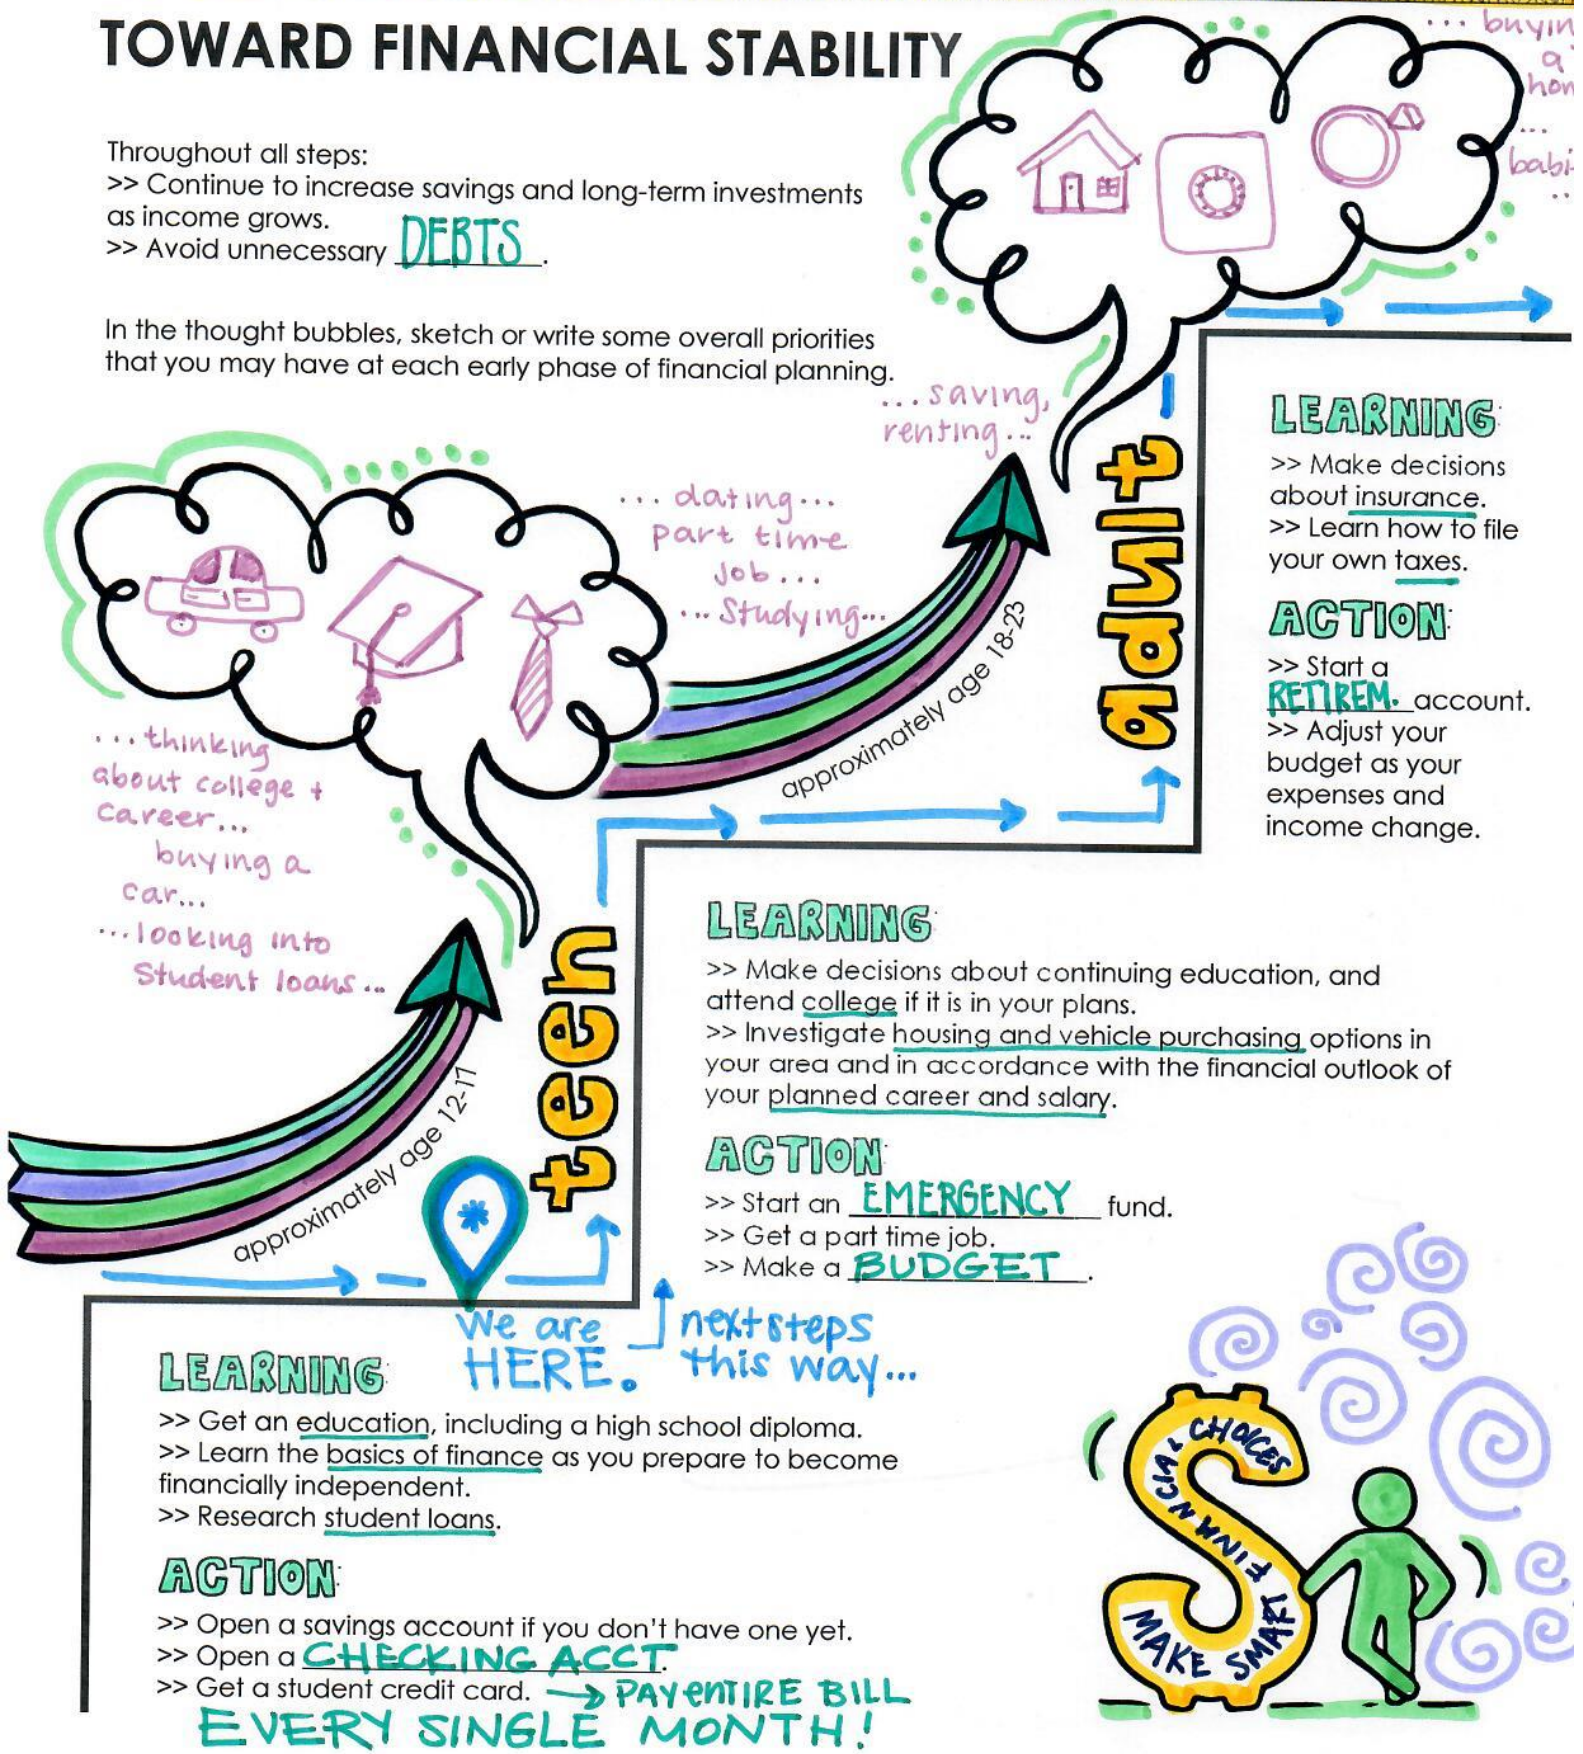 TOWARD FINANCIAL STABILITY
Throughout all steps:
>> Continue to increase savings and long-term investments
as income grows.
>> Avoid unnecessary DEBTS.
In the thought bubbles, sketch or write some overall priorities
that you may have at each early phase of financial planning.
... buyin
a
hom
...
babi
..
... saving,
renting...
... dating...
part time
job...
... studying...
approximately age 18-23
adult
LEARNING:
>> Make decisions
about insurance.
>> Learn how to file
your own taxes.
ACTION:
>> Start a
RETIREM. account.
>> Adjust your
budget as your
expenses and
income change.
... thinking
about college +
career...
buying a
car...
... looking into
student loans...
approximately age 12-17
teen
LEARNING:
>> Make decisions about continuing education, and
attend college if it is in your plans.
>> Investigate housing and vehicle purchasing options in
your area and in accordance with the financial outlook of
your planned career and salary.
ACTION:
>> Start an EMERGENCY fund.
>> Get a part time job.
>> Make a BUDGET.
We are
HERE.
next steps
this way...
LEARNING:
>> Get an education, including a high school diploma.
>> Learn the basics of finance as you prepare to become
financially independent.
>> Research student loans.
ACTION:
>> Open a savings account if you don't have one yet.
>> Open a CHECKING ACCT.
>> Get a student credit card. → PAY ENTIRE BILL
EVERY SINGLE MONTH!
MAKE SMART FINANCIAL CHOICES